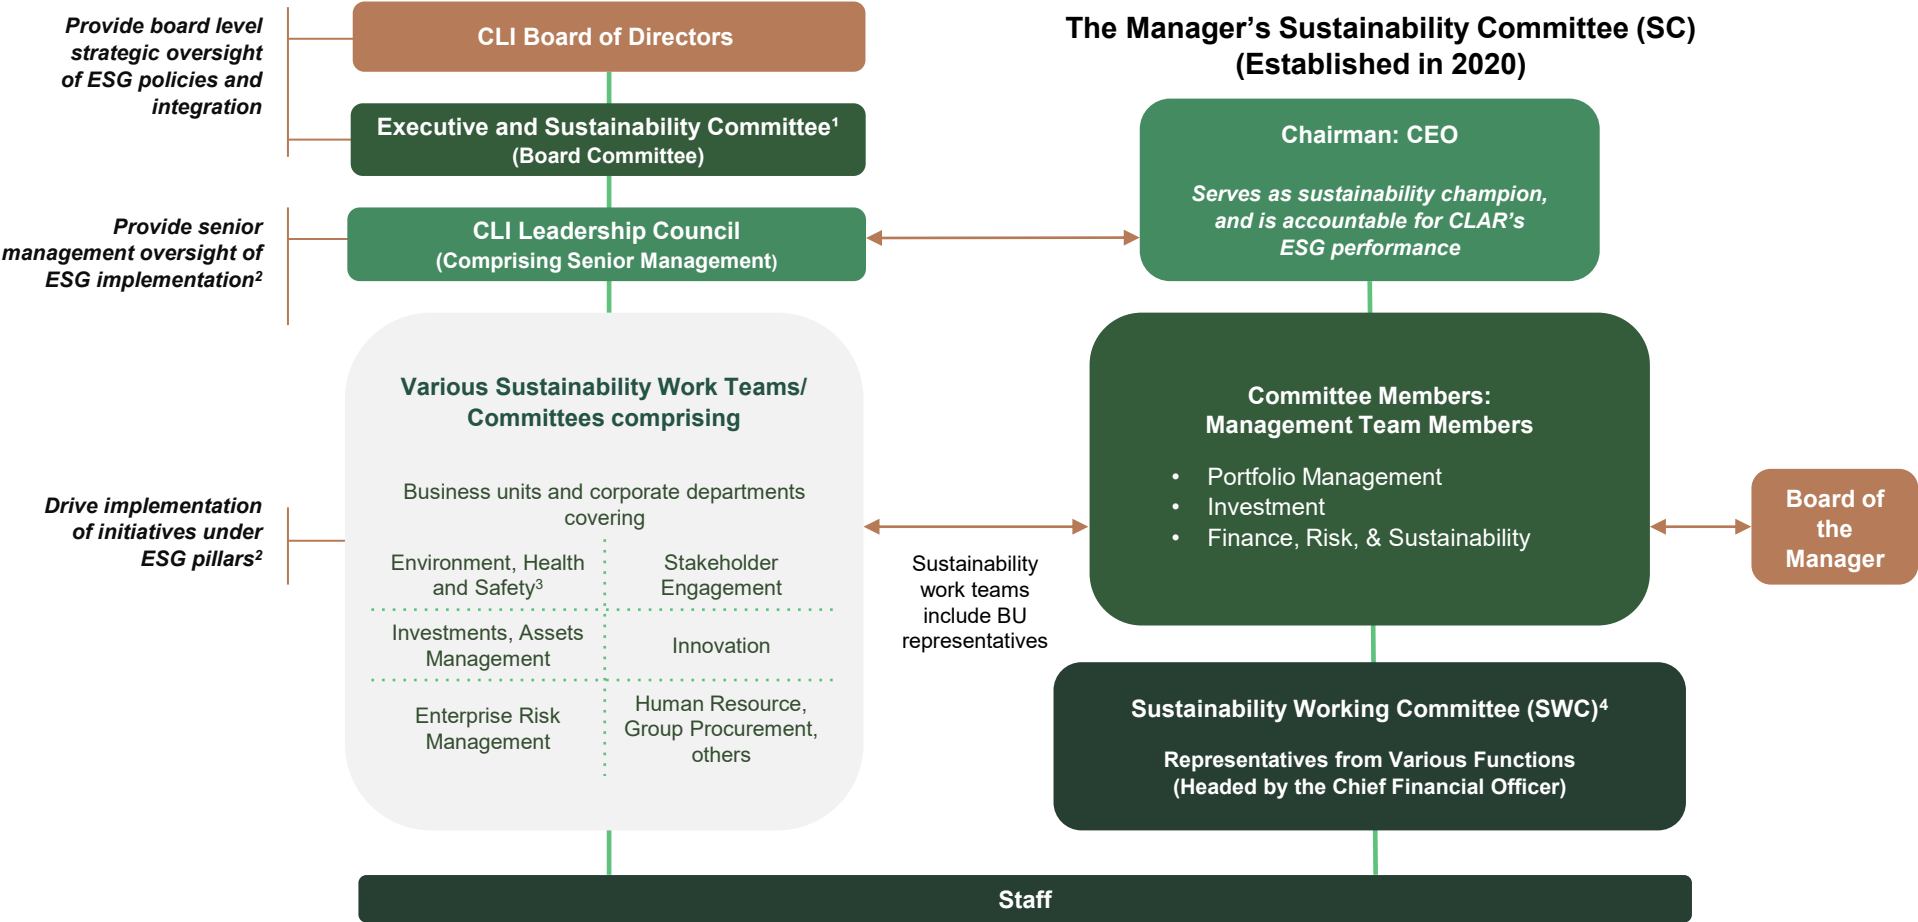 Provide board level
strategic oversight
of ESG policies and
integration
CLI Board of Directors
Executive and Sustainability Committee¹
(Board Committee)
Provide senior
management oversight of
ESG implementation²
CLI Leadership Council
(Comprising Senior Management)
Drive implementation
of initiatives under
ESG pillars²
Various Sustainability Work Teams/
Committees comprising
Business units and corporate departments
covering
Environment, Health
and Safety³
Stakeholder
Engagement
Investments, Assets
Management
Innovation
Enterprise Risk
Management
Human Resource,
Group Procurement,
others
Sustainability
work teams
include BU
representatives
The Manager’s Sustainability Committee (SC)
(Established in 2020)
Chairman: CEO
Serves as sustainability champion,
and is accountable for CLAR’s
ESG performance
Committee Members:
Management Team Members
• Portfolio Management
• Investment
• Finance, Risk, & Sustainability
Board of
the
Manager
Sustainability Working Committee (SWC)⁴
Representatives from Various Functions
(Headed by the Chief Financial Officer)
Staff